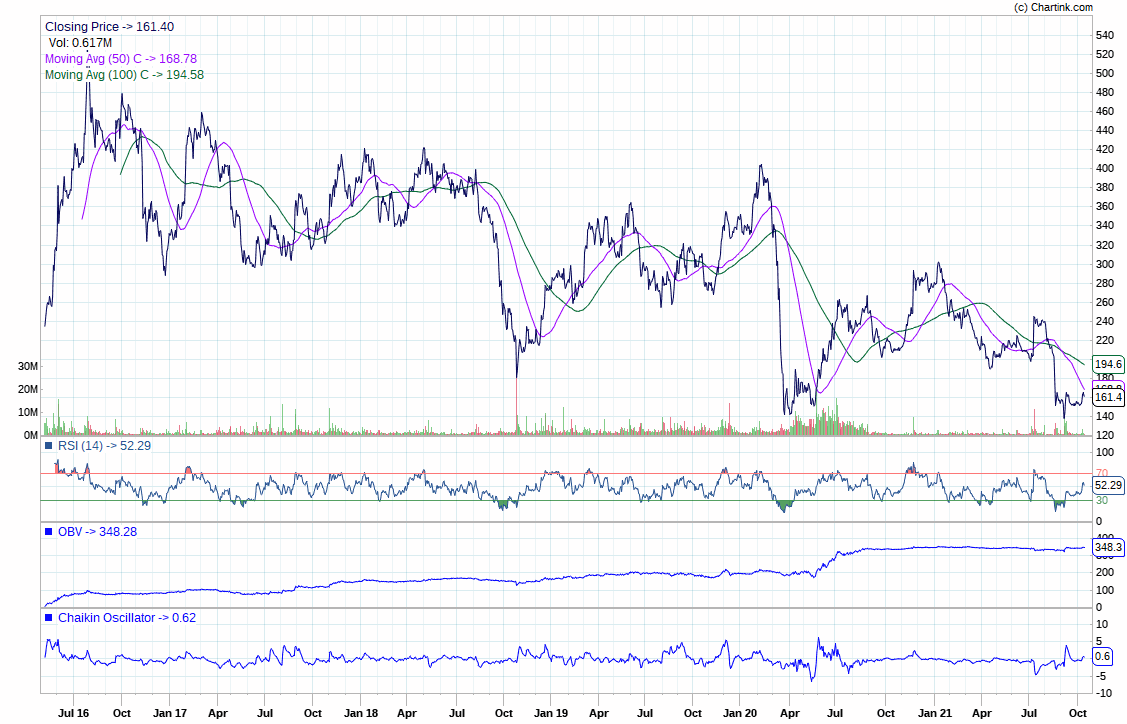 (c) Chartink.com
Closing Price -> 161.40
Vol: 0.617M
Moving Avg (50) C -> 168.78
Moving Avg (100) C -> 194.58
540
520
500
480
460
440
420
400
380
360
340
320
300
280
260
240
220
194.6
180
161.4
140
120
30M
20M
10M
0M
RSI (14) -> 52.29
100
70
52.29
30
0
OBV -> 348.28
400
348.3
200
100
0
Chaikin Oscillator -> 0.62
10
5
0.6
-5
-10
Jul 16 Oct Jan 17 Apr Jul Oct Jan 18 Apr Jul Oct Jan 19 Apr Jul Oct Jan 20 Apr Jul Oct Jan 21 Apr Jul Oct